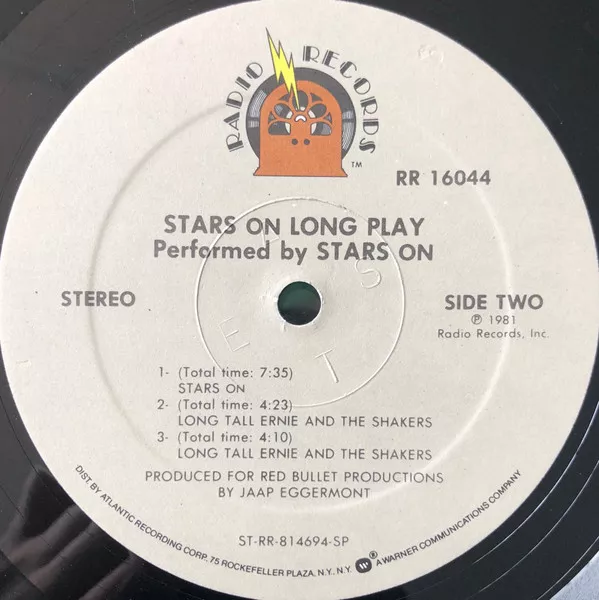 RADIO RECORDS
TM
RR 16044
STARS ON LONG PLAY
Performed by STARS ON
STEREO
SIDE TWO
℗ 1981
Radio Records, Inc.
1- (Total time: 7:35)
STARS ON
2- (Total time: 4:23)
LONG TALL ERNIE AND THE SHAKERS
3- (Total time: 4:10)
LONG TALL ERNIE AND THE SHAKERS
PRODUCED FOR RED BULLET PRODUCTIONS
BY JAAP EGGERMONT
ST-RR-814694-SP
DIST. BY ATLANTIC RECORDING CORP., 75 ROCKEFELLER PLAZA, N.Y., N.Y. ® A WARNER COMMUNICATIONS COMPANY